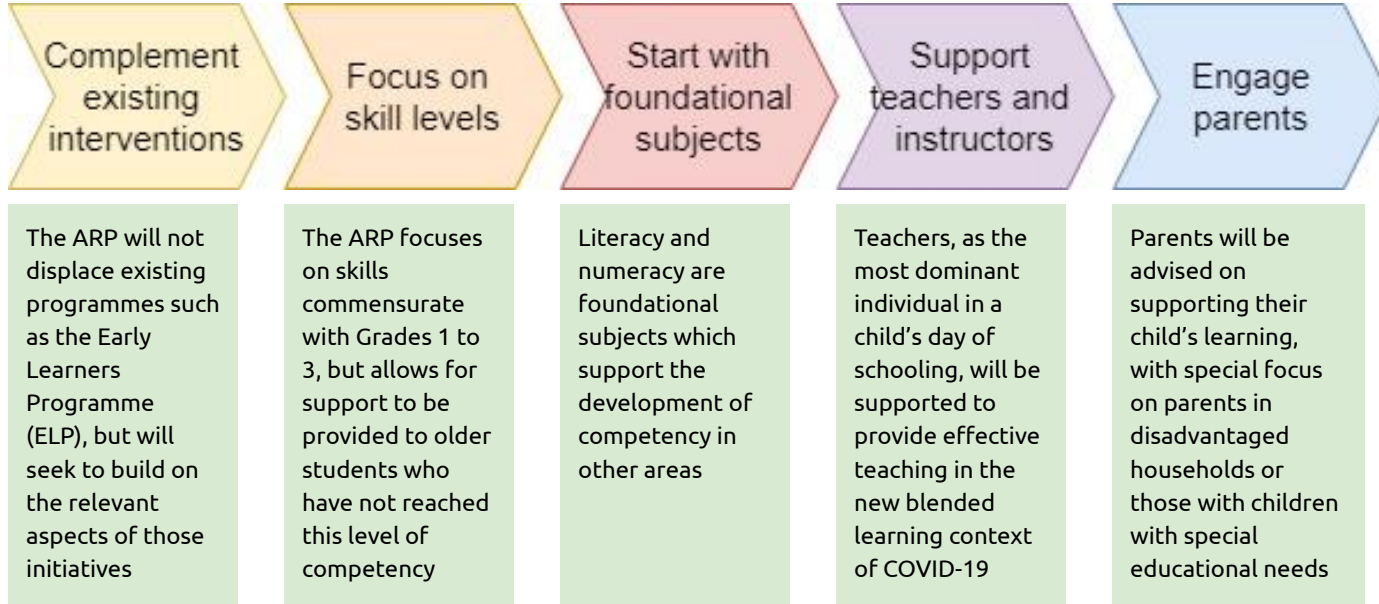 Complement
existing
interventions
Focus on
skill levels
Start with
foundational
subjects
Support
teachers and
instructors
Engage
parents
The ARP will not
displace existing
programmes such
as the Early
Learners
Programme
(ELP), but will
seek to build on
the relevant
aspects of those
initiatives
The ARP focuses
on skills
commensurate
with Grades 1 to
3, but allows for
support to be
provided to older
students who
have not reached
this level of
competency
Literacy and
numeracy are
foundational
subjects which
support the
development of
competency in
other areas
Teachers, as the
most dominant
individual in a
child’s day of
schooling, will be
supported to
provide effective
teaching in the
new blended
learning context
of COVID-19
Parents will be
advised on
supporting their
child’s learning,
with special focus
on parents in
disadvantaged
households or
those with children
with special
educational needs